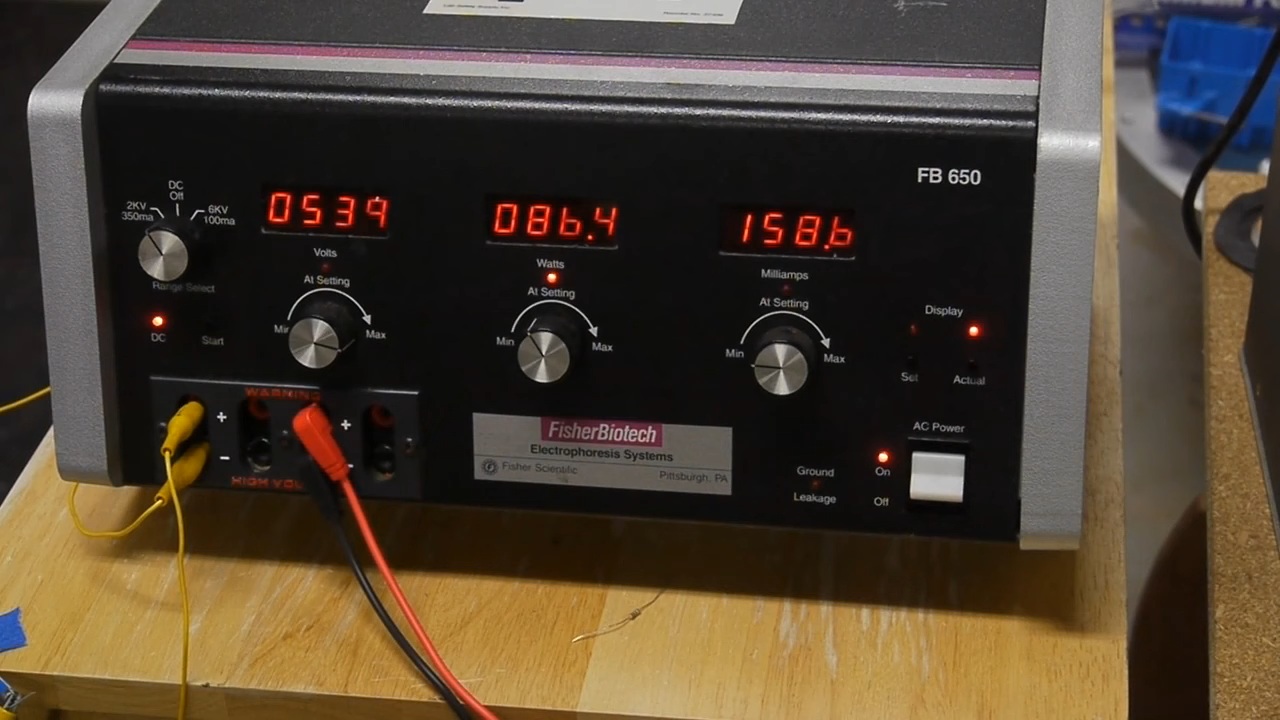 FB 650
DC
Off
2KV
350ma
6KV
100ma
0539
086.4
158.6
Volts
Watts
Milliamps
Range Select
At Setting
At Setting
At Setting
Min
Max
Min
Max
Min
Max
DC
Start
Display
Set
Actual
WARNING
+
+
-
-
FisherBiotech
Electrophoresis Systems
Fisher Scientific
Pittsburgh, PA
AC Power
On
Off
Ground
Leakage